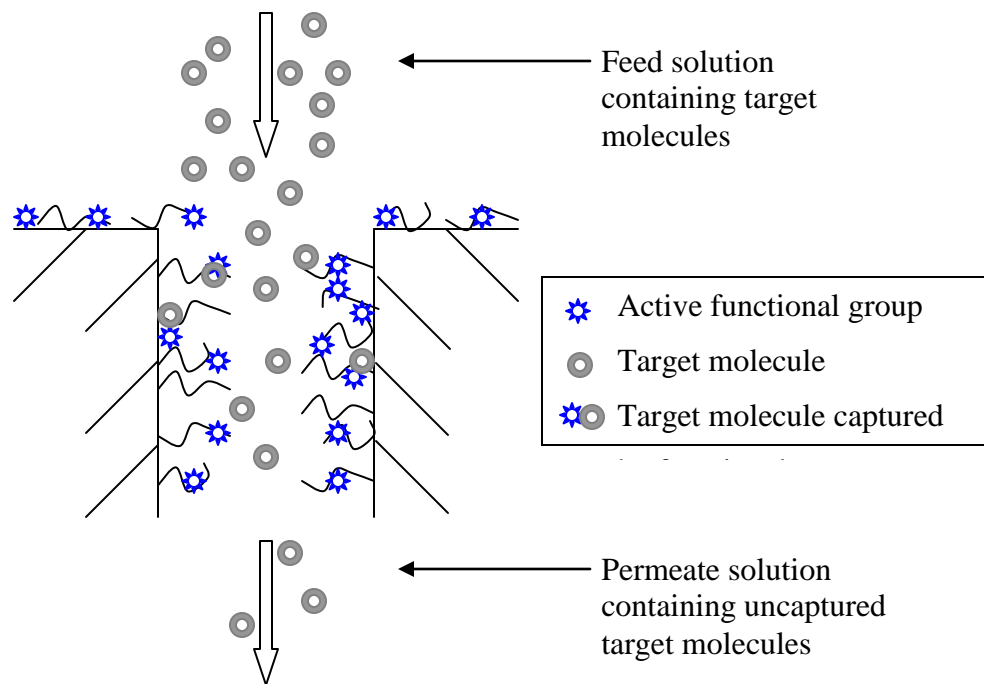 Feed solution
containing target
molecules
Active functional group
Target molecule
Target molecule captured
Permeate solution
containing uncaptured
target molecules